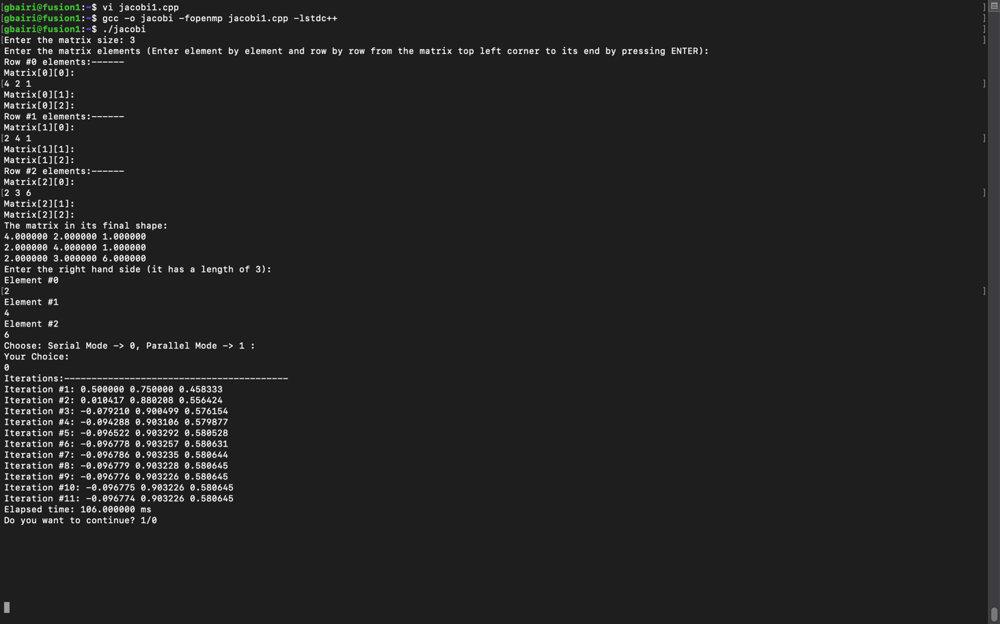 [gbairi@fusion1:~$ vi jacobi1.cpp ]
[gbairi@fusion1:~$ gcc -o jacobi -fopenmp jacobi1.cpp -lstdc++ ]
[gbairi@fusion1:~$ ./jacobi ]
[Enter the matrix size: 3 ]
Enter the matrix elements (Enter element by element and row by row from the matrix top left corner to its end by pressing ENTER):
Row #0 elements:------
Matrix[0][0]:
[4 2 1 ]
Matrix[0][1]:
Matrix[0][2]:
Row #1 elements:------
Matrix[1][0]:
[2 4 1 ]
Matrix[1][1]:
Matrix[1][2]:
Row #2 elements:------
Matrix[2][0]:
[2 3 6 ]
Matrix[2][1]:
Matrix[2][2]:
The matrix in its final shape:
4.000000 2.000000 1.000000
2.000000 4.000000 1.000000
2.000000 3.000000 6.000000
Enter the right hand side (it has a length of 3):
Element #0
[2 ]
Element #1
4
Element #2
6
Choose: Serial Mode -> 0, Parallel Mode -> 1 :
Your Choice:
0
Iterations:-----------------------------------------
Iteration #1: 0.500000 0.750000 0.458333
Iteration #2: 0.010417 0.880208 0.556424
Iteration #3: -0.079210 0.900499 0.576154
Iteration #4: -0.094288 0.903106 0.579877
Iteration #5: -0.096522 0.903292 0.580528
Iteration #6: -0.096778 0.903257 0.580631
Iteration #7: -0.096786 0.903235 0.580644
Iteration #8: -0.096779 0.903228 0.580645
Iteration #9: -0.096776 0.903226 0.580645
Iteration #10: -0.096775 0.903226 0.580645
Iteration #11: -0.096774 0.903226 0.580645
Elapsed time: 106.000000 ms
Do you want to continue? 1/0